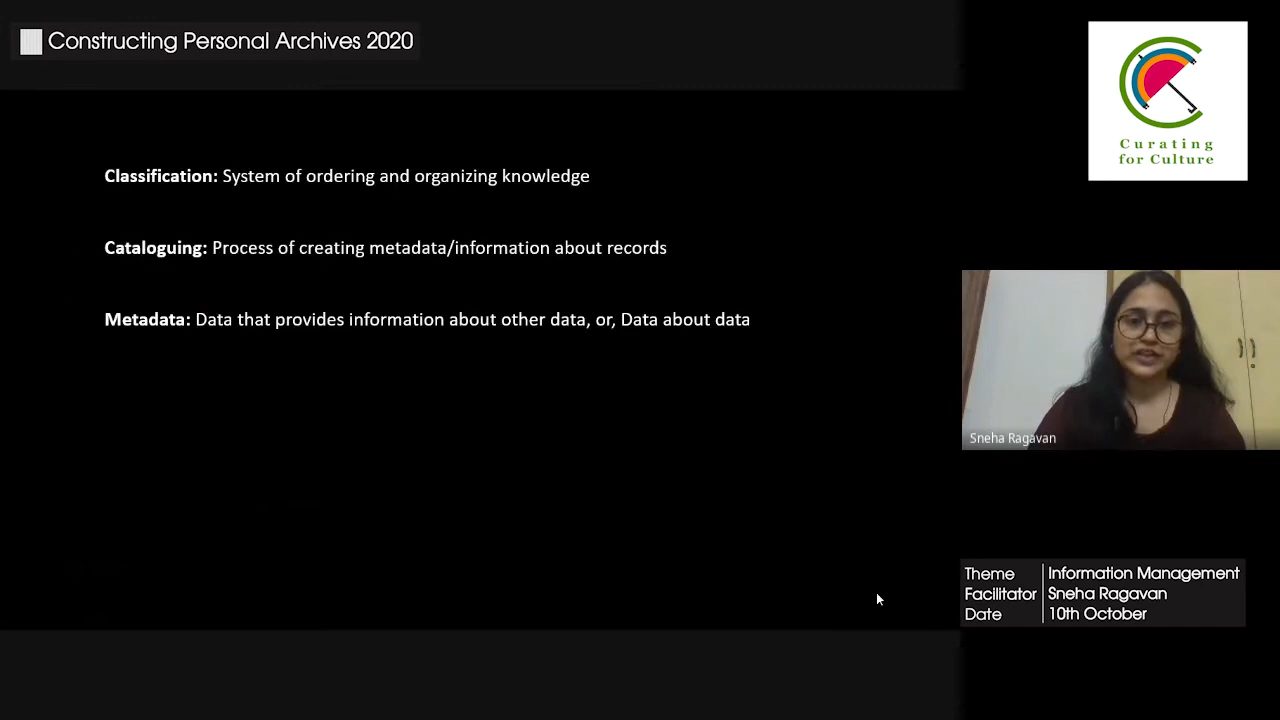 Constructing Personal Archives 2020
Curating
for Culture
Classification: System of ordering and organizing knowledge
Cataloguing: Process of creating metadata/information about records
Metadata: Data that provides information about other data, or, Data about data
Sneha Ragavan
Theme Information Management
Facilitator Sneha Ragavan
Date 10th October